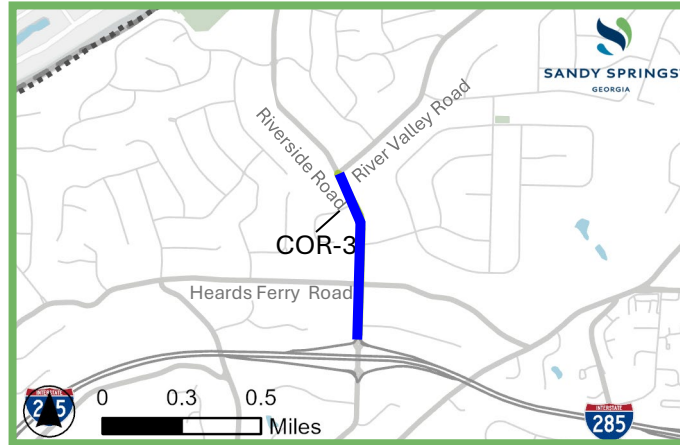 SANDY SPRINGS
GEORGIA
Riverside Road
River Valley Road
COR-3
Heards Ferry Road
0 0.3 0.5
Miles
INTERSTATE
285
INTERSTATE
285